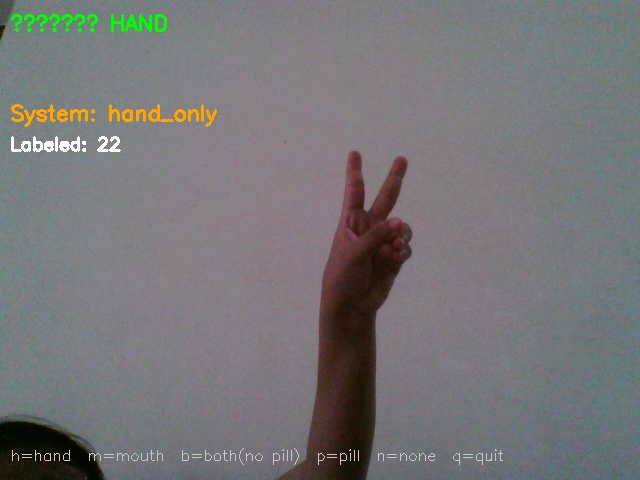 ??????? HAND
System: hand_only
Labeled: 22
h=hand m=mouth b=both(no pill) p=pill n=none q=quit